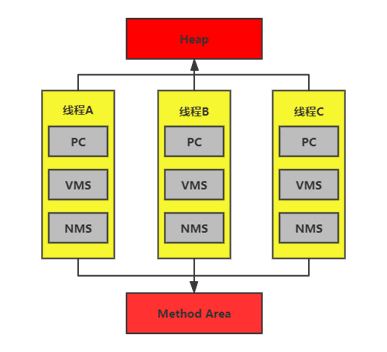 Heap
线程A
线程B
线程C
PC
PC
PC
VMS
VMS
VMS
NMS
NMS
NMS
Method Area